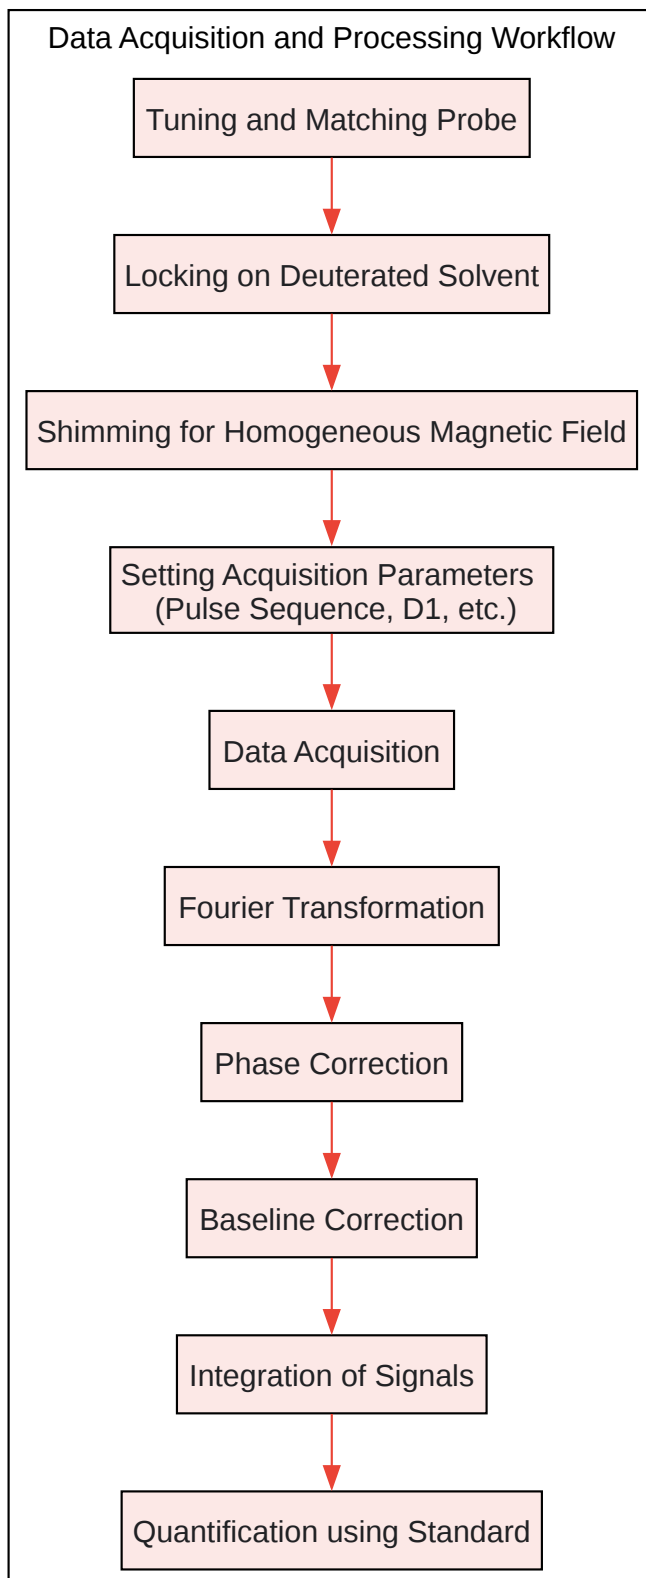 Data Acquisition and Processing Workflow
Tuning and Matching Probe
Locking on Deuterated Solvent
Shimming for Homogeneous Magnetic Field
Setting Acquisition Parameters
(Pulse Sequence, D1, etc.)
Data Acquisition
Fourier Transformation
Phase Correction
Baseline Correction
Integration of Signals
Quantification using Standard